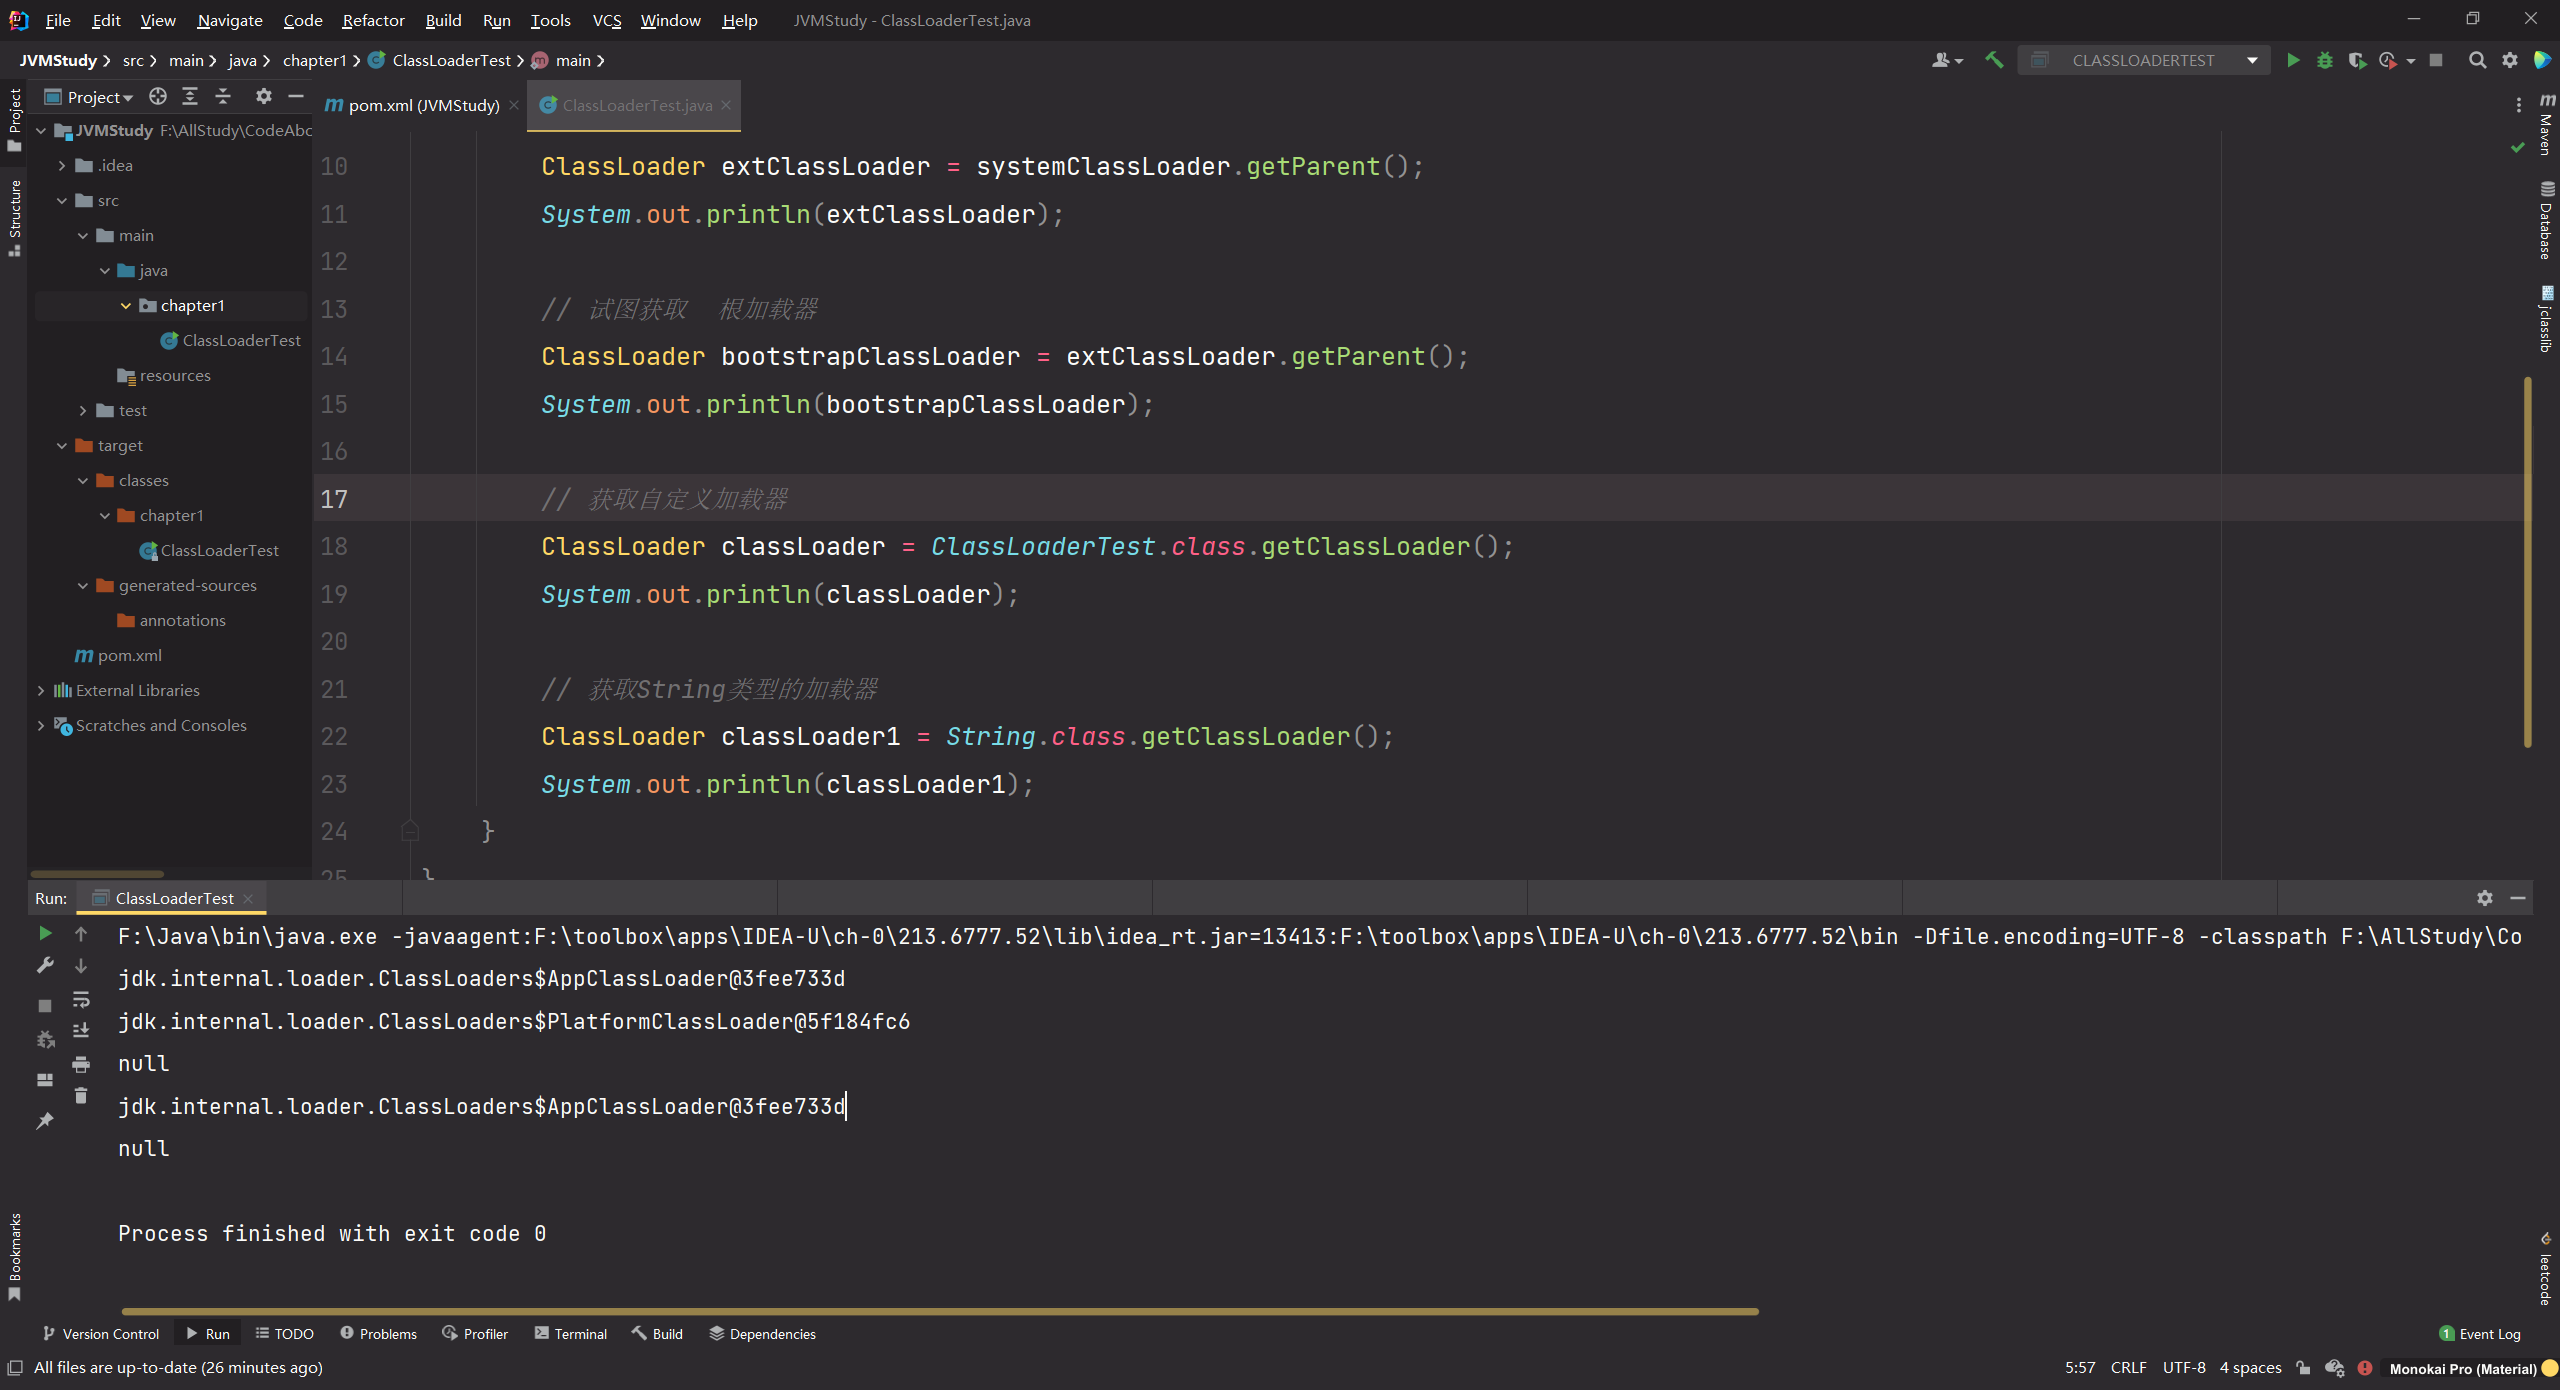 File Edit View Navigate Code Refactor Build Run Tools VCS Window Help JVMStudy - ClassLoaderTest.java
JVMStudy src main java chapter1 ClassLoaderTest main CLASSLOADERTEST
Project
pom.xml (JVMStudy) ClassLoaderTest.java
JVMStudy F:\AllStudy\CodeAbo
.idea
src
main
java
chapter1
ClassLoaderTest
resources
test
target
classes
chapter1
ClassLoaderTest
generated-sources
annotations
pom.xml
External Libraries
Scratches and Consoles
Project
Structure
Bookmarks
10 ClassLoader extClassLoader = systemClassLoader.getParent();
11 System.out.println(extClassLoader);
12
13 // 试图获取  根加载器
14 ClassLoader bootstrapClassLoader = extClassLoader.getParent();
15 System.out.println(bootstrapClassLoader);
16
17 // 获取自定义加载器
18 ClassLoader classLoader = ClassLoaderTest.class.getClassLoader();
19 System.out.println(classLoader);
20
21 // 获取String类型的加载器
22 ClassLoader classLoader1 = String.class.getClassLoader();
23 System.out.println(classLoader1);
24 }
25 }
Maven
Database
jclasslib
leetcode
Run: ClassLoaderTest
F:\Java\bin\java.exe -javaagent:F:\toolbox\apps\IDEA-U\ch-0\213.6777.52\lib\idea_rt.jar=13413:F:\toolbox\apps\IDEA-U\ch-0\213.6777.52\bin -Dfile.encoding=UTF-8 -classpath F:\AllStudy\Co
jdk.internal.loader.ClassLoaders$AppClassLoader@3fee733d
jdk.internal.loader.ClassLoaders$PlatformClassLoader@5f184fc6
null
jdk.internal.loader.ClassLoaders$AppClassLoader@3fee733d
null
Process finished with exit code 0
Version Control Run TODO Problems Profiler Terminal Build Dependencies 1 Event Log
All files are up-to-date (26 minutes ago) 5:57 CRLF UTF-8 4 spaces Monokai Pro (Material)